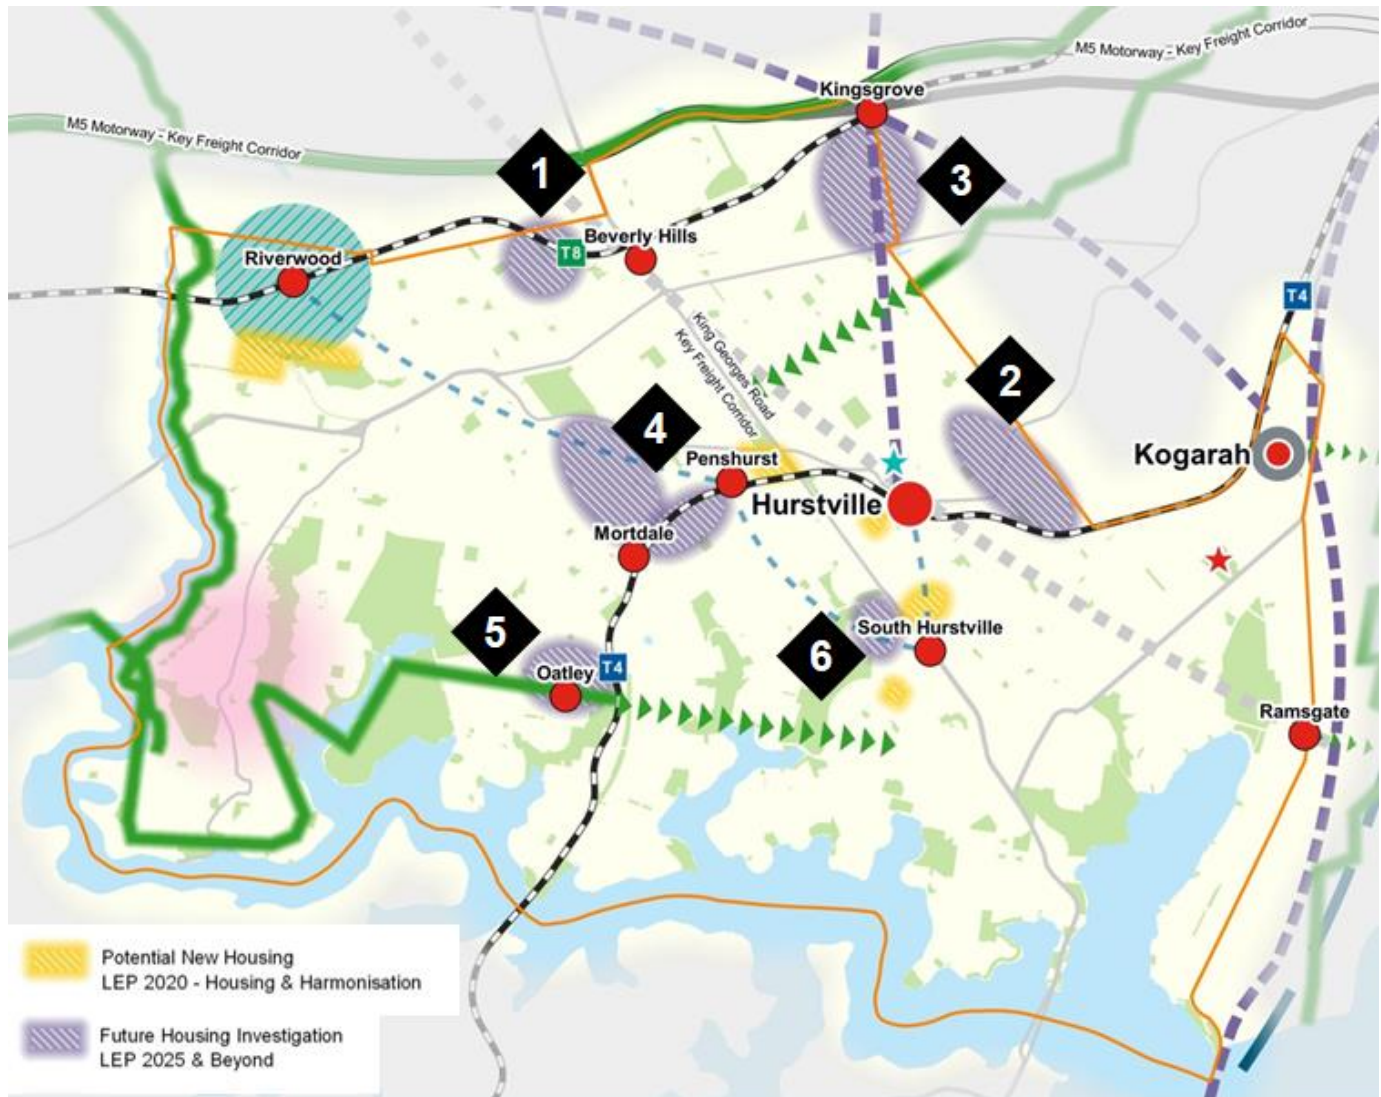 M5 Motorway - Key Freight Corridor
Kingsgrove
M5 Motorway - Key Freight Corridor
1
3
Riverwood
T8
Beverly Hills
T4
King Georges Road
Key Freight Corridor
2
4
Penshurst
Kogarah
Hurstville
Mortdale
5
6
South Hurstville
Oatley
T4
Ramsgate
Potential New Housing
LEP 2020 - Housing & Harmonisation
Future Housing Investigation
LEP 2025 & Beyond